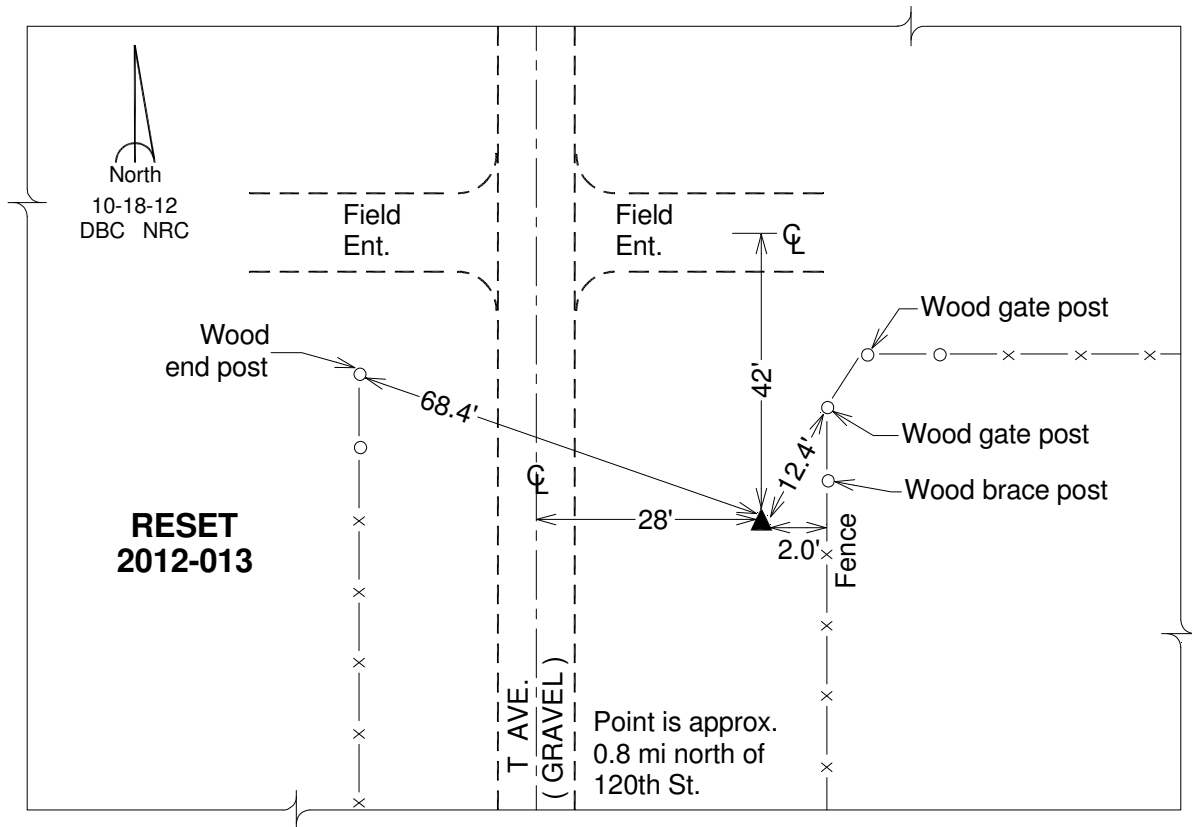 North
10-18-12
DBC NRC
Field
Ent.
Field
Ent.
℄
Wood gate post
Wood
end post
68.4'
42'
12.4'
Wood gate post
℄
Wood brace post
28'
2.0'
Fence
RESET
2012-013
T AVE.
( GRAVEL )
Point is approx.
0.8 mi north of
120th St.